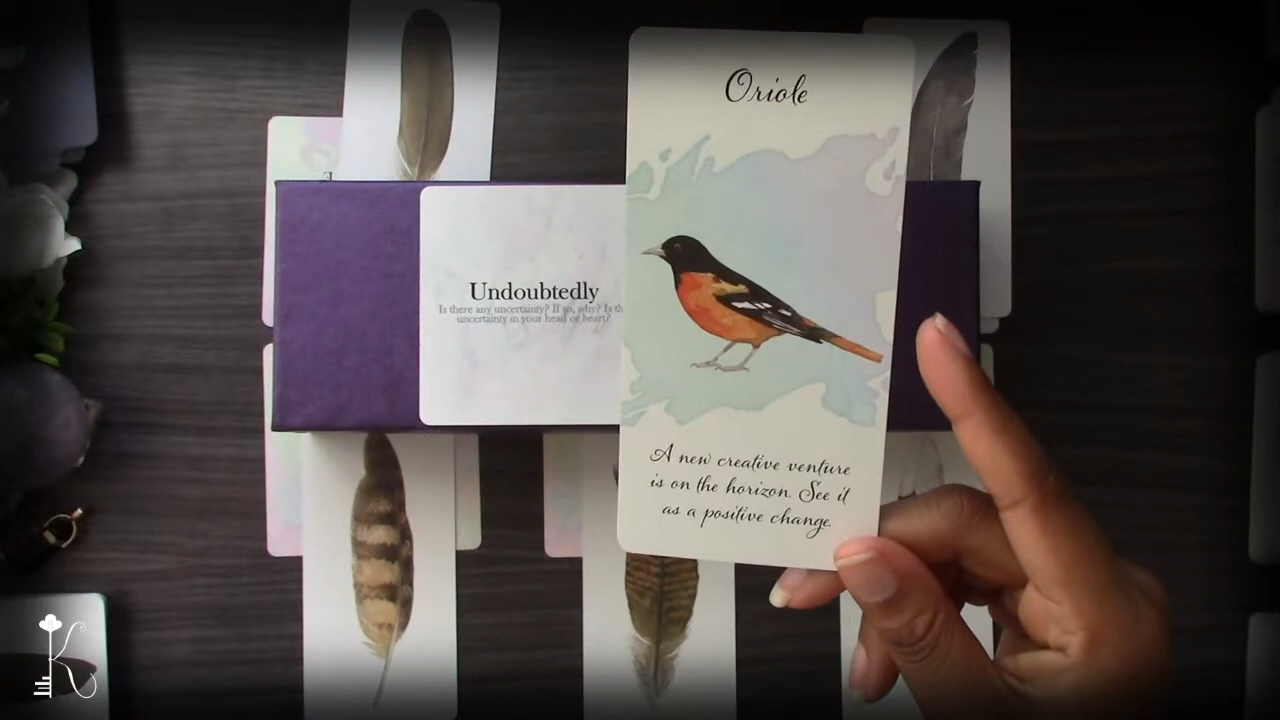 Oriole
Undoubtedly
Is there any uncertainty? If so, why? Is
uncertainty in your head or heart?
A new creative venture
is on the horizon. See it
as a positive change.
K